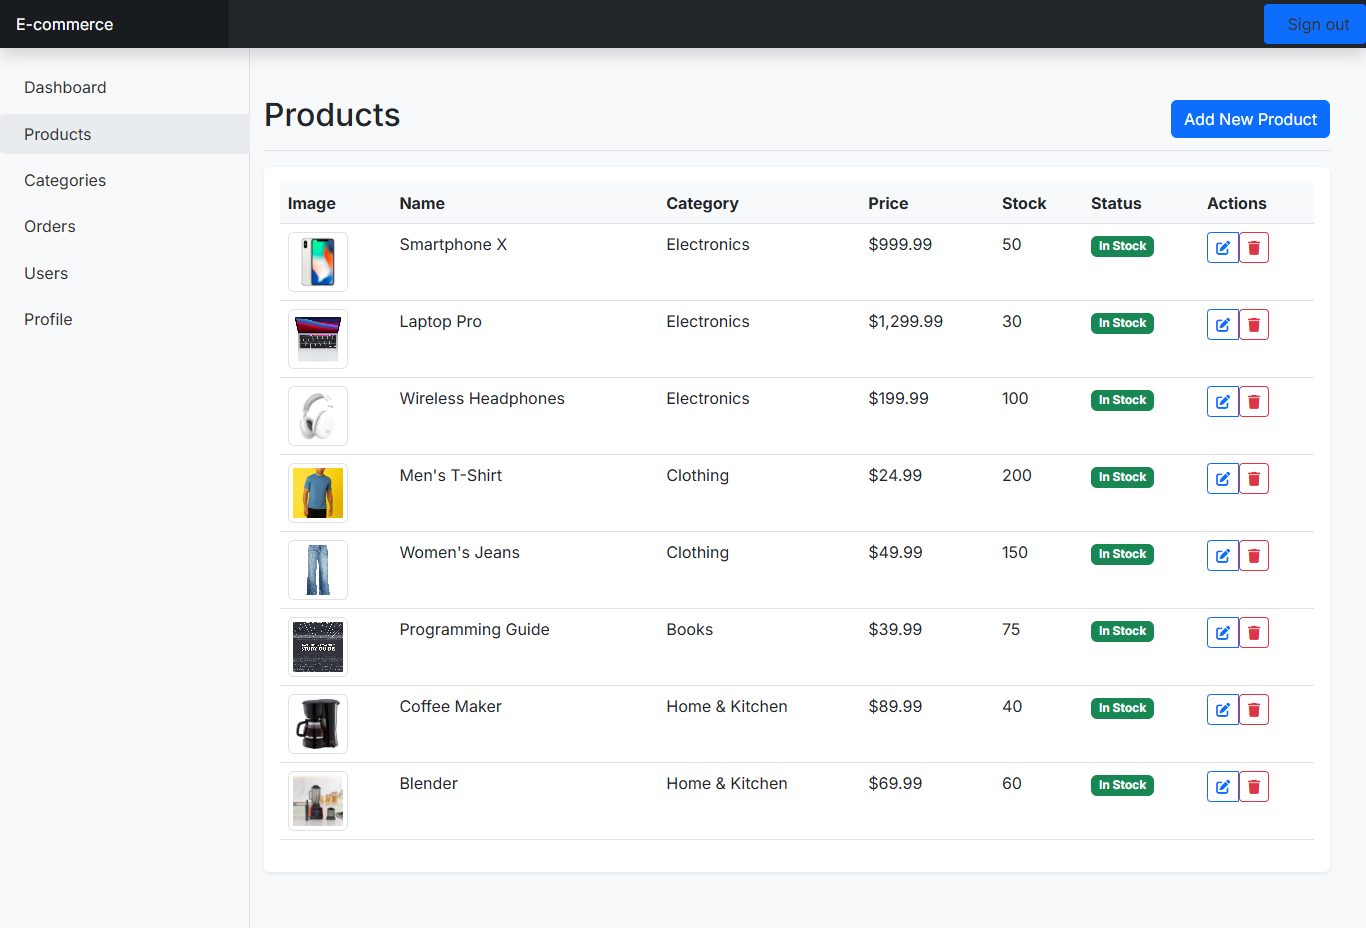 E-commerce
Sign out
Dashboard
Products
Categories
Orders
Users
Profile
Products
Add New Product
Image Name Category Price Stock Status Actions
Smartphone X Electronics $999.99 50 In Stock
Laptop Pro Electronics $1,299.99 30 In Stock
Wireless Headphones Electronics $199.99 100 In Stock
Men's T-Shirt Clothing $24.99 200 In Stock
Women's Jeans Clothing $49.99 150 In Stock
Programming Guide Books $39.99 75 In Stock
STUDY GUIDE
Coffee Maker Home & Kitchen $89.99 40 In Stock
Blender Home & Kitchen $69.99 60 In Stock